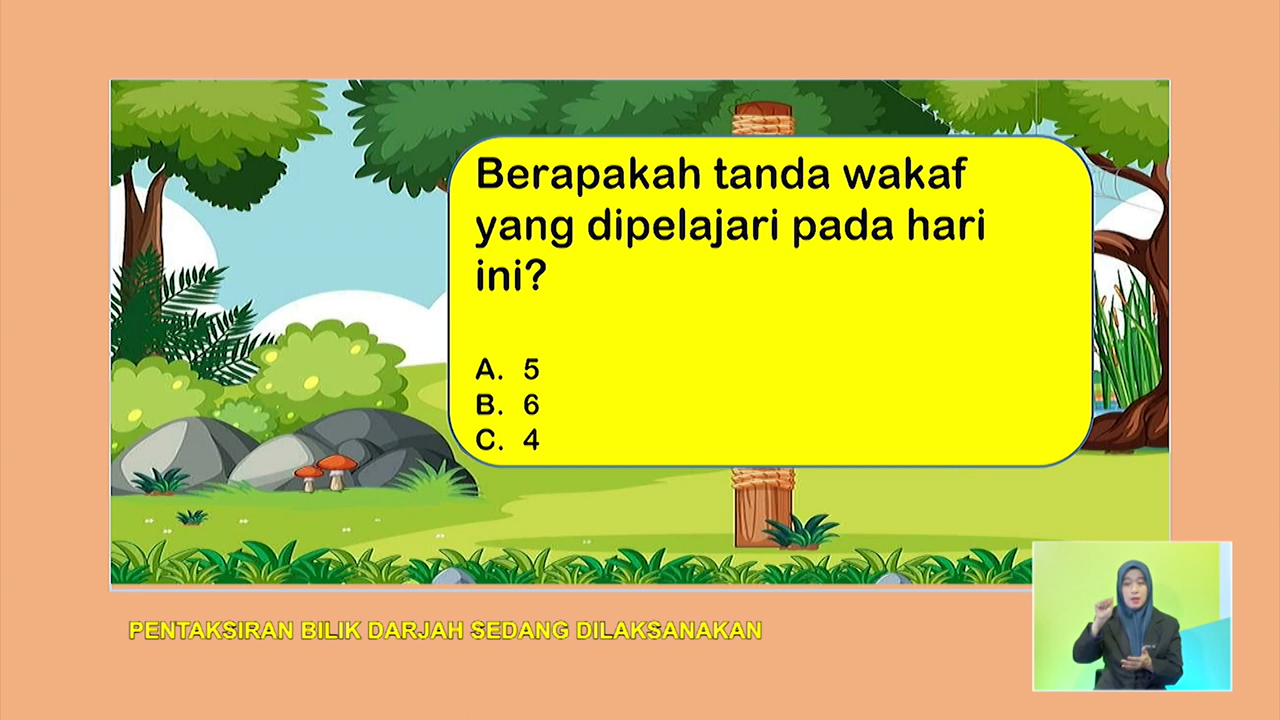 Berapakah tanda wakaf
yang dipelajari pada hari
ini?
A. 5
B. 6
C. 4
PENTAKSIRAN BILIK DARJAH SEDANG DILAKSANAKAN